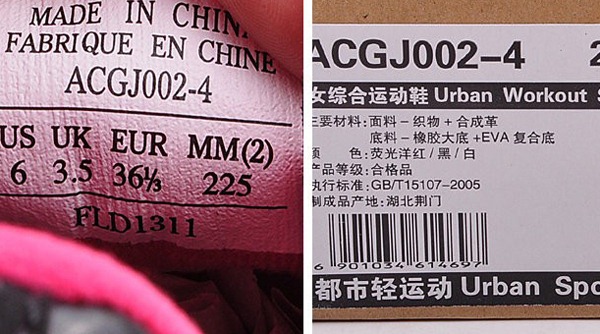 MADE IN CHIN
FABRIQUE EN CHINE
ACGJ002-4
US UK EUR MM(2)
6 3.5 36⅓ 225
FLD1311
ACGJ002-4 2
女综合运动鞋 Urban Workout S
主要材料: 面料-织物+合成革
底料-橡胶大底+EVA复合底
颜 色: 荧光洋红/黑/白
产品等级: 合格品
执行标准: GB/T15107-2005
制成品产地: 湖北荆门
6 901034 614697
都市轻运动 Urban Spo